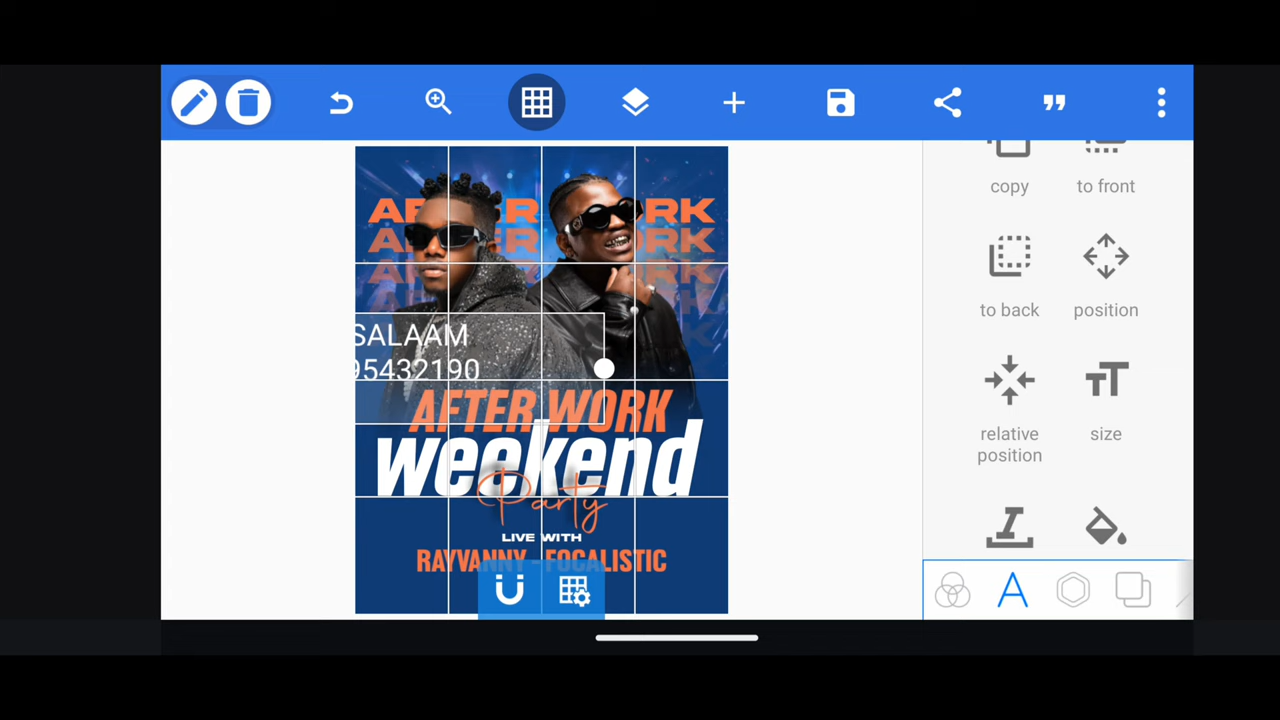 copy
to front
AFTER WORK
SALAAM
95432190
to back
position
AFTER WORK
weekend
Party
LIVE WITH
RAYVANNY - FOCALISTIC
relative
position
size